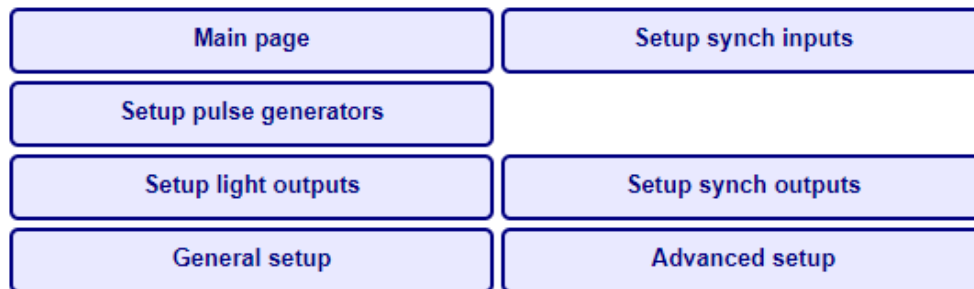 Main page
Setup synch inputs
Setup pulse generators
Setup light outputs
Setup synch outputs
General setup
Advanced setup